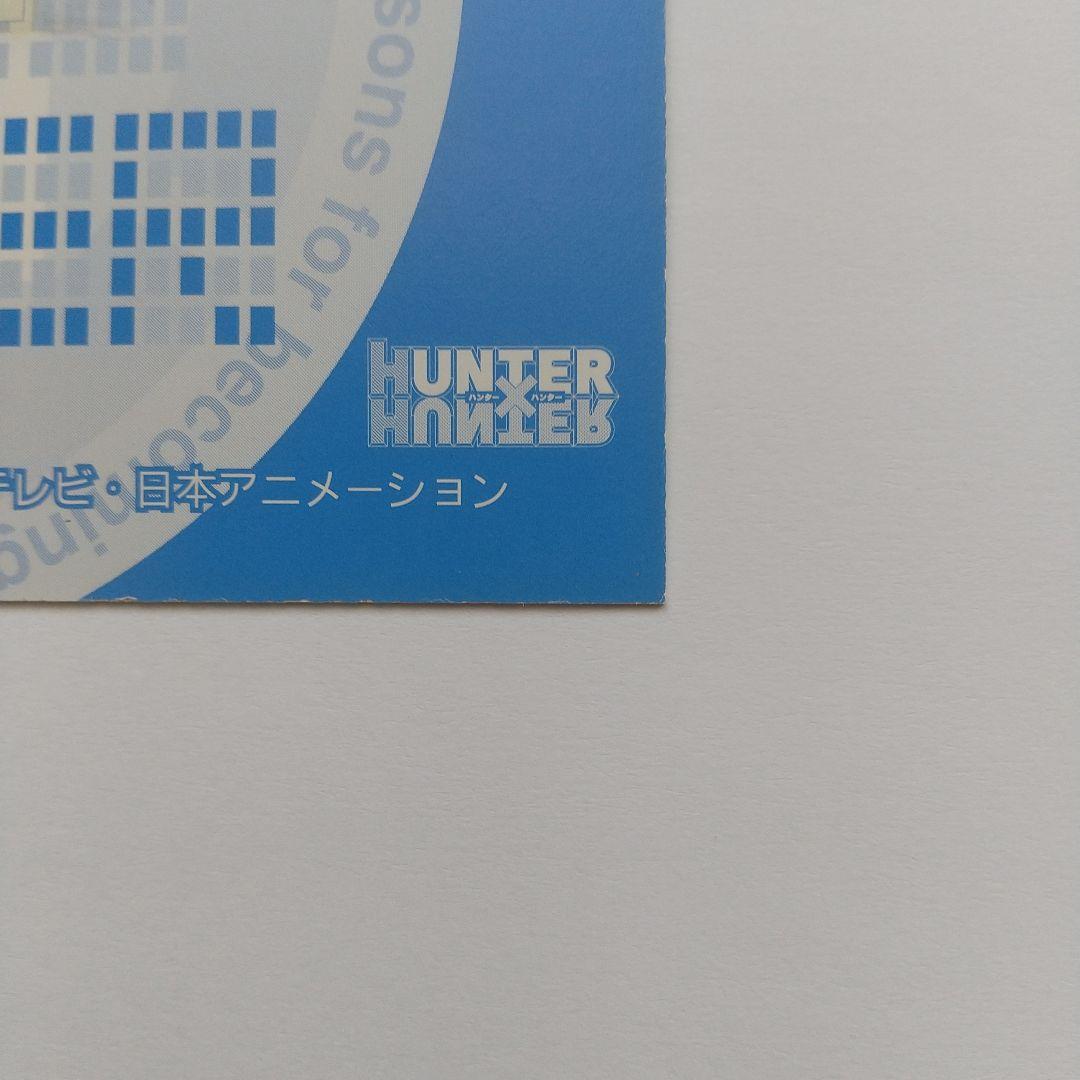 sons for becoming
ER
HUNTER
ハンター×ハンター
HUNTER
テレビ・日本アニメーション